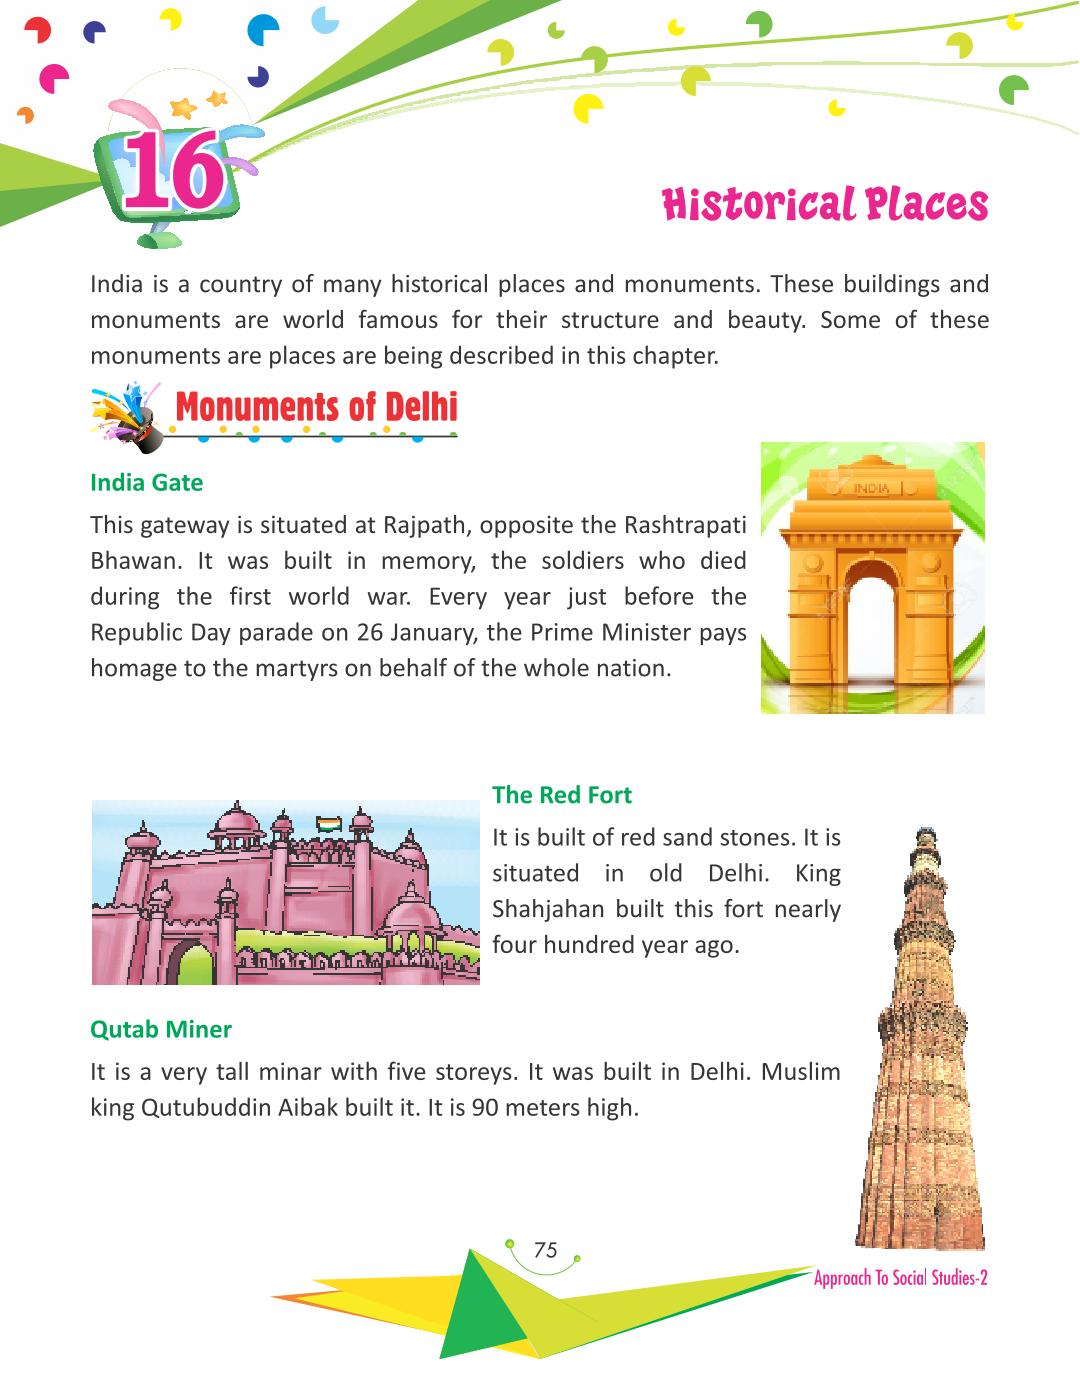 16
Historical Places
India is a country of many historical places and monuments. These buildings and
monuments are world famous for their structure and beauty. Some of these
monuments are places are being described in this chapter.
Monuments of Delhi
India Gate
This gateway is situated at Rajpath, opposite the Rashtrapati
Bhawan. It was built in memory, the soldiers who died
during the first world war. Every year just before the
Republic Day parade on 26 January, the Prime Minister pays
homage to the martyrs on behalf of the whole nation.
INDIA
The Red Fort
It is built of red sand stones. It is
situated in old Delhi. King
Shahjahan built this fort nearly
four hundred year ago.
Qutab Miner
It is a very tall minar with five storeys. It was built in Delhi. Muslim
king Qutubuddin Aibak built it. It is 90 meters high.
75
Approach To Social Studies-2